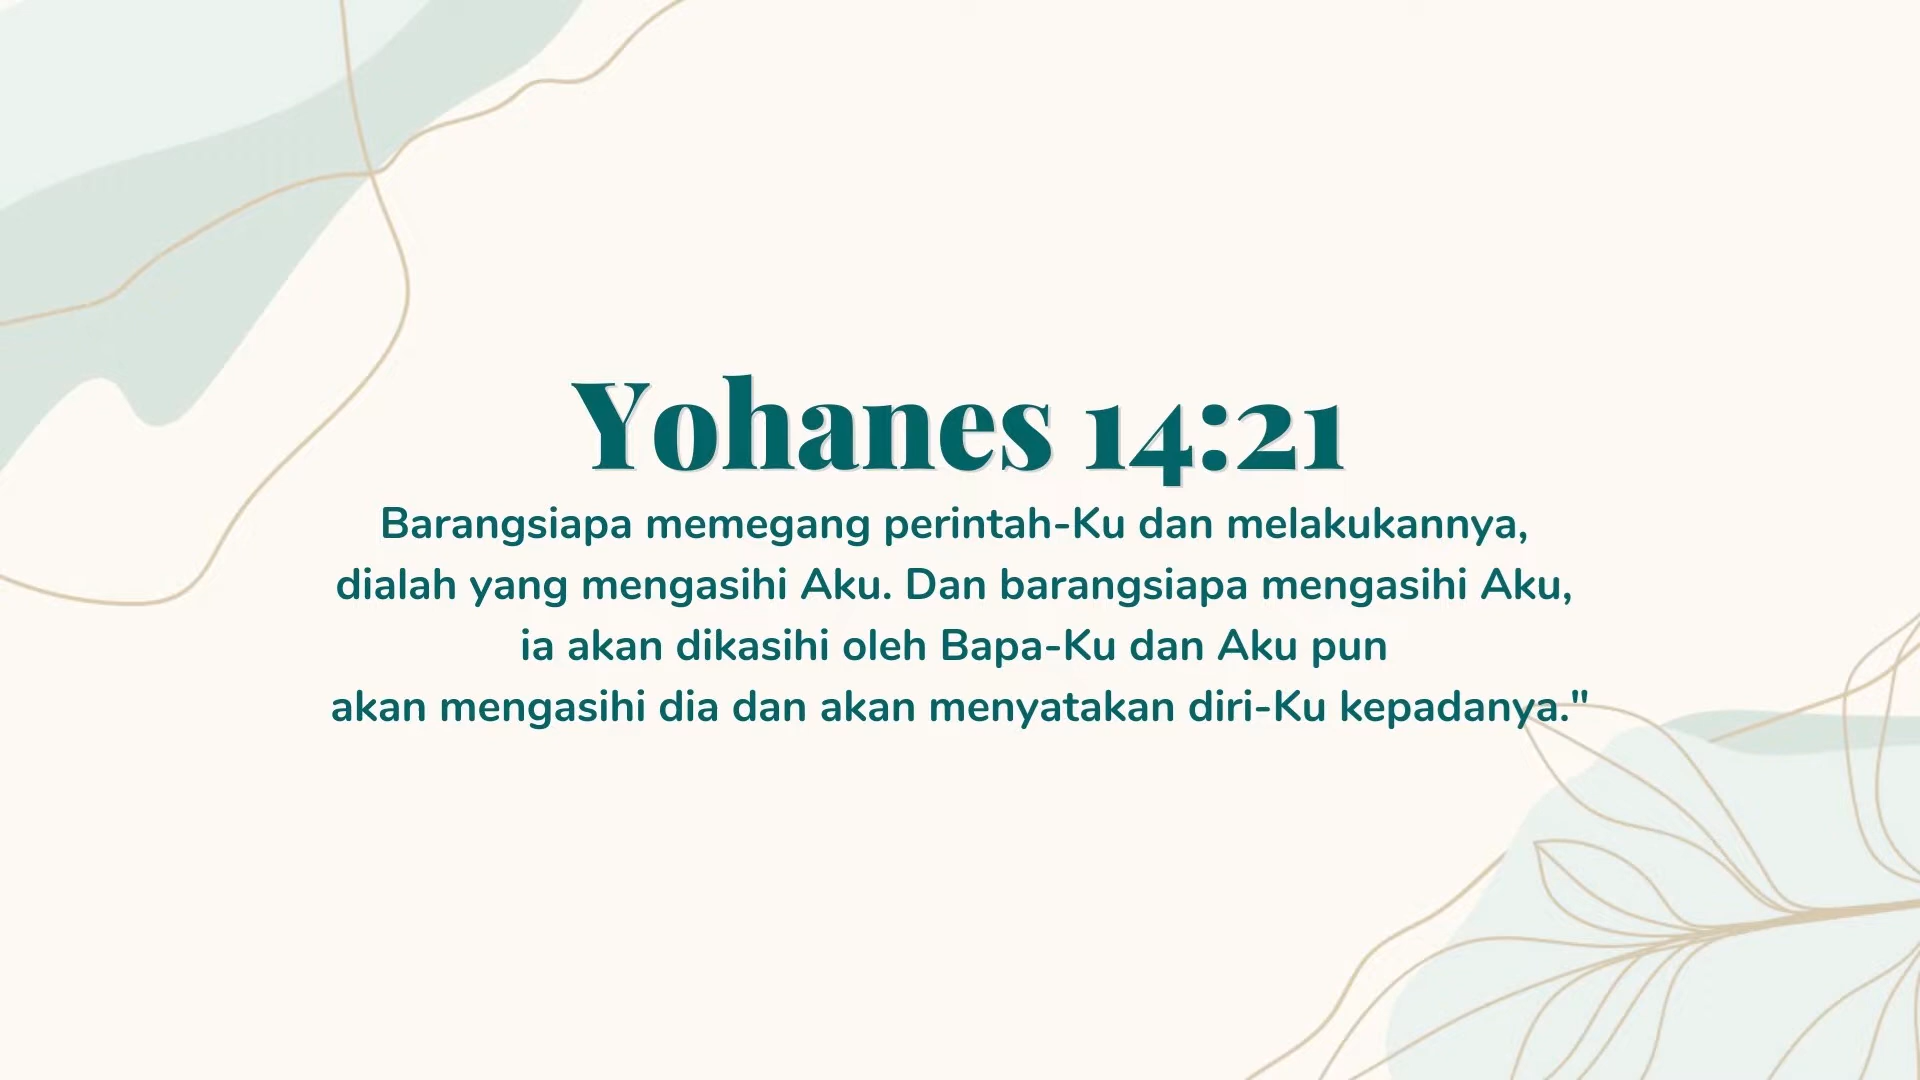 Yohanes 14:21
Barangsiapa memegang perintah-Ku dan melakukannya,
dialah yang mengasihi Aku. Dan barangsiapa mengasihi Aku,
ia akan dikasihi oleh Bapa-Ku dan Aku pun
akan mengasihi dia dan akan menyatakan diri-Ku kepadanya."